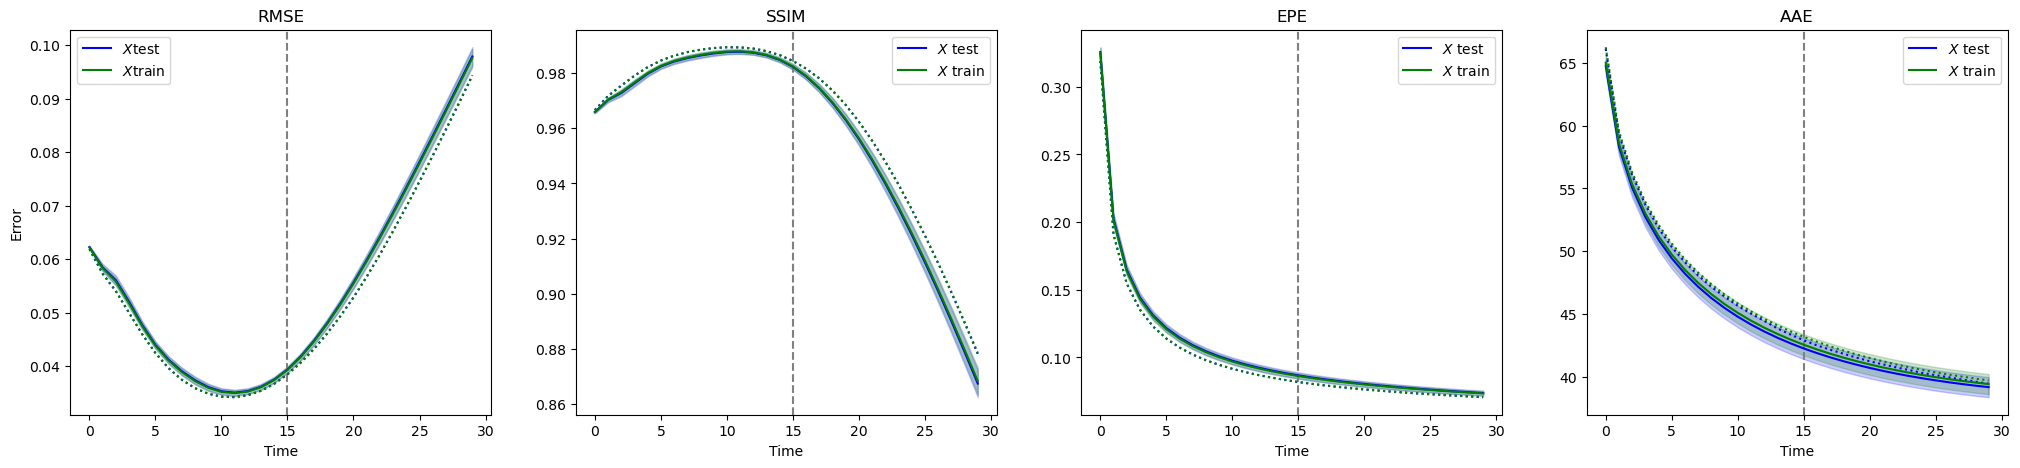 RMSE
Error
0.10
0.09
0.08
0.07
0.06
0.05
0.04
Xtest
Xtrain
0 5 10 15 20 25 30
Time
SSIM
0.98
0.96
0.94
0.92
0.90
0.88
0.86
X test
X train
0 5 10 15 20 25 30
Time
EPE
0.30
0.25
0.20
0.15
0.10
X test
X train
0 5 10 15 20 25 30
Time
AAE
65
60
55
50
45
40
X test
X train
0 5 10 15 20 25 30
Time